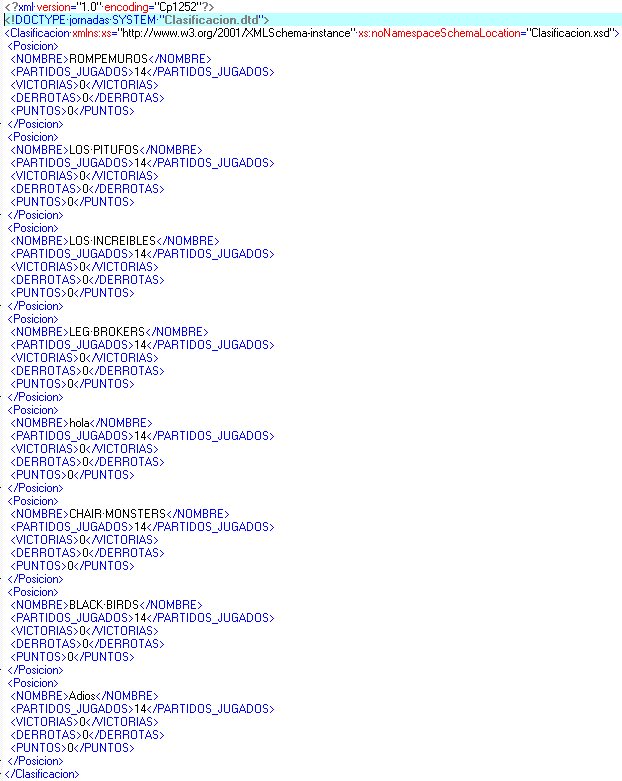 <?xml version="1.0" encoding="Cp1252"?>
<!DOCTYPE jornadas SYSTEM "Clasificacion.dtd">
<Clasificacion xmlns:xs="http://www.w3.org/2001/XMLSchema-instance" xs:noNamespaceSchemaLocation="Clasificacion.xsd">
<Posicion>
<NOMBRE>ROMPEMUROS</NOMBRE>
<PARTIDOS_JUGADOS>14</PARTIDOS_JUGADOS>
<VICTORIAS>0</VICTORIAS>
<DERROTAS>0</DERROTAS>
<PUNTOS>0</PUNTOS>
</Posicion>
<Posicion>
<NOMBRE>LOS PITUFOS</NOMBRE>
<PARTIDOS_JUGADOS>14</PARTIDOS_JUGADOS>
<VICTORIAS>0</VICTORIAS>
<DERROTAS>0</DERROTAS>
<PUNTOS>0</PUNTOS>
</Posicion>
<Posicion>
<NOMBRE>LOS INCREIBLES</NOMBRE>
<PARTIDOS_JUGADOS>14</PARTIDOS_JUGADOS>
<VICTORIAS>0</VICTORIAS>
<DERROTAS>0</DERROTAS>
<PUNTOS>0</PUNTOS>
</Posicion>
<Posicion>
<NOMBRE>LEG BROKERS</NOMBRE>
<PARTIDOS_JUGADOS>14</PARTIDOS_JUGADOS>
<VICTORIAS>0</VICTORIAS>
<DERROTAS>0</DERROTAS>
<PUNTOS>0</PUNTOS>
</Posicion>
<Posicion>
<NOMBRE>hola</NOMBRE>
<PARTIDOS_JUGADOS>14</PARTIDOS_JUGADOS>
<VICTORIAS>0</VICTORIAS>
<DERROTAS>0</DERROTAS>
<PUNTOS>0</PUNTOS>
</Posicion>
<Posicion>
<NOMBRE>CHAIR MONSTERS</NOMBRE>
<PARTIDOS_JUGADOS>14</PARTIDOS_JUGADOS>
<VICTORIAS>0</VICTORIAS>
<DERROTAS>0</DERROTAS>
<PUNTOS>0</PUNTOS>
</Posicion>
<Posicion>
<NOMBRE>BLACK BIRDS</NOMBRE>
<PARTIDOS_JUGADOS>14</PARTIDOS_JUGADOS>
<VICTORIAS>0</VICTORIAS>
<DERROTAS>0</DERROTAS>
<PUNTOS>0</PUNTOS>
</Posicion>
<Posicion>
<NOMBRE>Adios</NOMBRE>
<PARTIDOS_JUGADOS>14</PARTIDOS_JUGADOS>
<VICTORIAS>0</VICTORIAS>
<DERROTAS>0</DERROTAS>
<PUNTOS>0</PUNTOS>
</Posicion>
</Clasificacion>